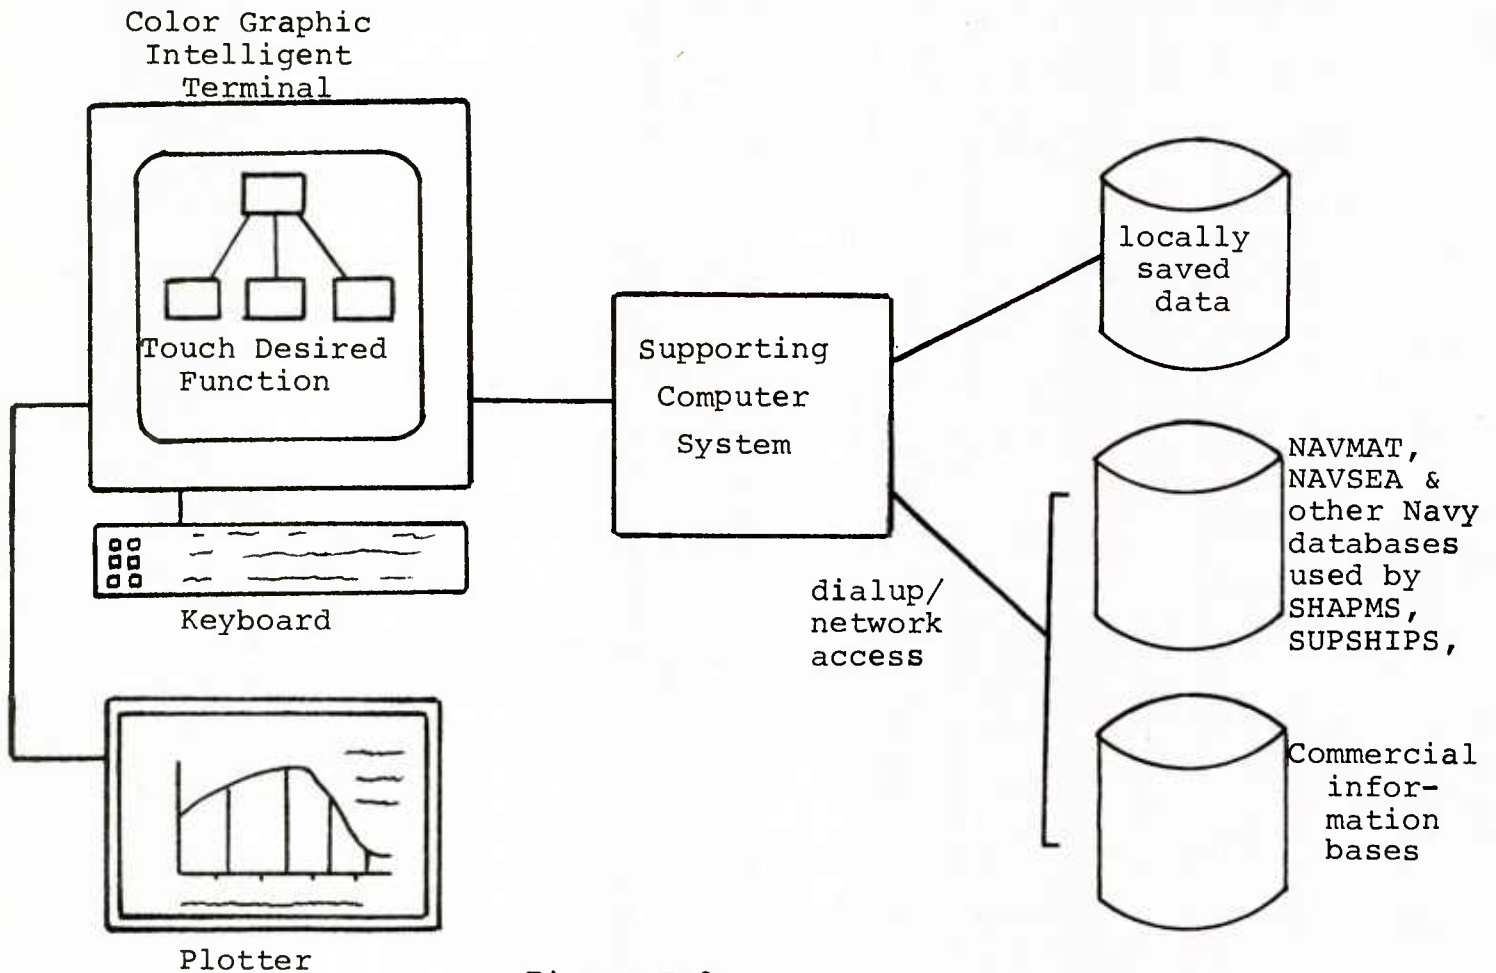 Color Graphic
Intelligent
Terminal
Touch Desired
Function
Keyboard
Plotter
Supporting
Computer
System
dialup/
network
access
locally
saved
data
NAVMAT,
NAVSEA &
other Navy
databases
used by
SHAPMS,
SUPSHIPS,
Commercial
infor-
mation
bases